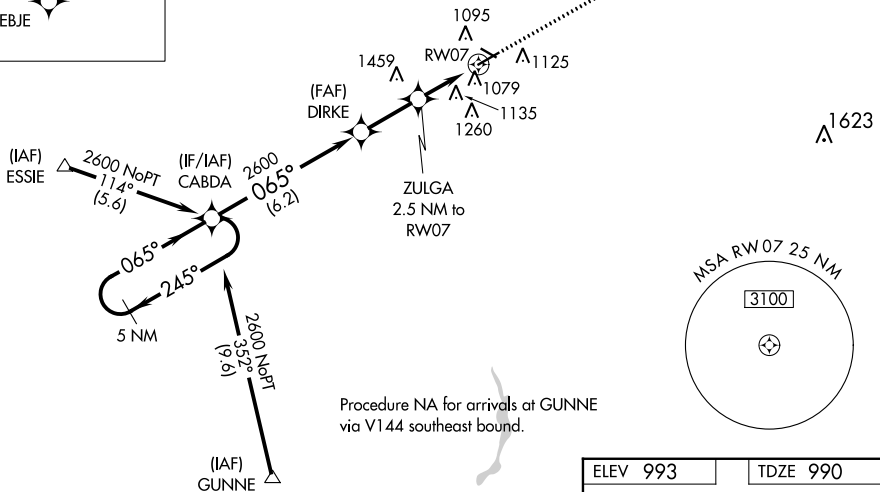 EBJE
1095
RW07
1125
1459
1079
1135
1260
(FAF)
DIRKE
1623
(IAF)
ESSIE
2600 NoPT
114°
(5.6)
(IF/IAF)
CABDA
2600
065°
(6.2)
ZULGA
2.5 NM to
RW07
065°
245°
5 NM
2600 NoPT
352°
(9.6)
MSA RW 07 25 NM
3100
Procedure NA for arrivals at GUNNE
via V144 southeast bound.
(IAF)
GUNNE
ELEV 993
TDZE 990